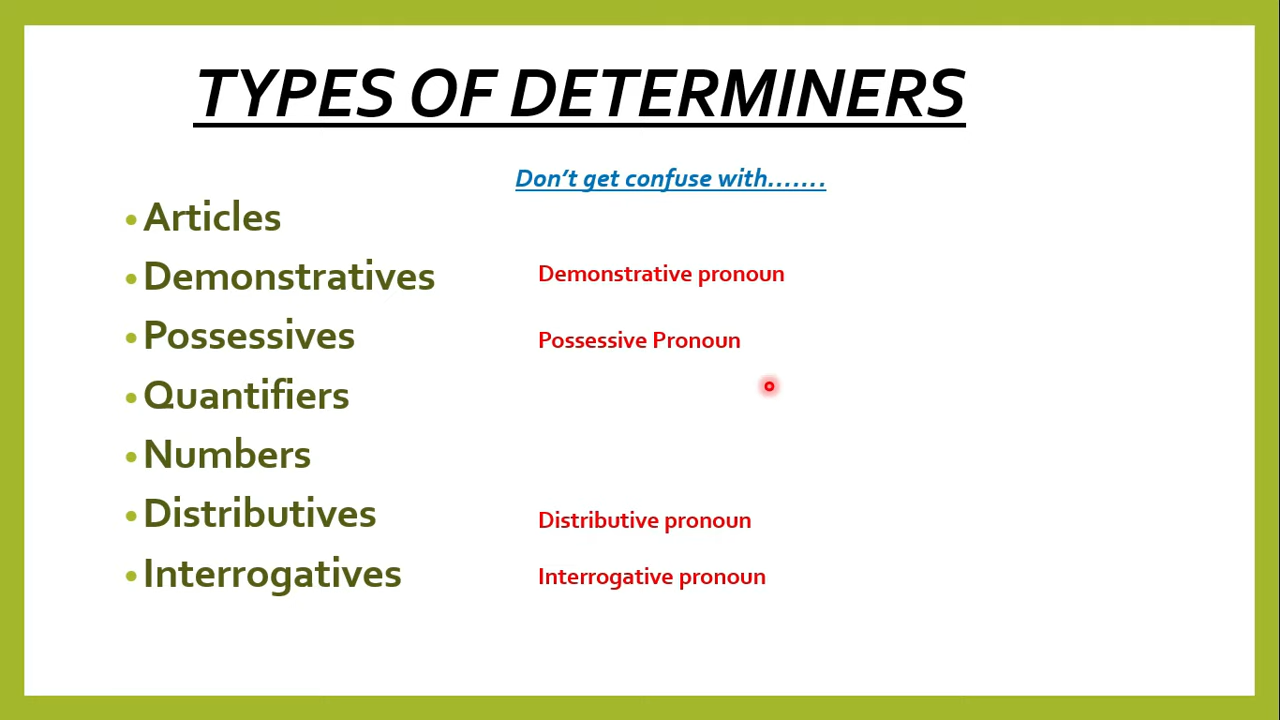 TYPES OF DETERMINERS
Don’t get confuse with…….
• Articles
• Demonstratives
Demonstrative pronoun
• Possessives
Possessive Pronoun
• Quantifiers
• Numbers
• Distributives
Distributive pronoun
• Interrogatives
Interrogative pronoun